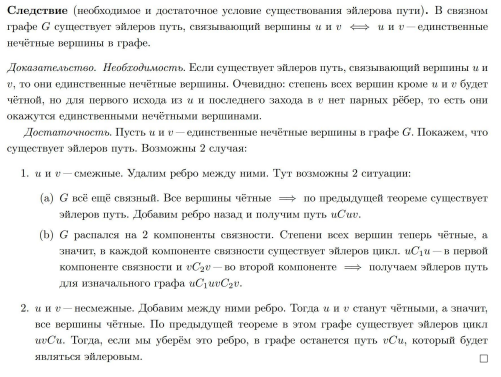 Следствие (необходимое и достаточное условие существования эйлерова пути). В связном
графе G существует эйлеров путь, связывающий вершины u и v ⟺ u и v — единственные
нечётные вершины в графе.
Доказательство. Необходимость. Если существует эйлеров путь, связывающий вершины u и
v, то они единственные нечётные вершины. Очевидно: степень всех вершин кроме u и v будет
чётной, но для первого исхода из u и последнего захода в v нет парных рёбер, то есть они
окажутся единственными нечётными вершинами.
Достаточность. Пусть u и v — единственные нечётные вершины в графе G. Покажем, что
существует эйлеров путь. Возможны 2 случая:
1. u и v — смежные. Удалим ребро между ними. Тут возможны 2 ситуации:
(a) G всё ещё связный. Все вершины чётные ⟹ по предыдущей теореме существует
эйлеров путь. Добавим ребро назад и получим путь uCuv.
(b) G распался на 2 компоненты связности. Степени всех вершин теперь чётные, а
значит, в каждой компоненте связности существует эйлеров цикл. uC₁u — в первой
компоненте связности и vC₂v — во второй компоненте ⟹ получаем эйлеров путь
для изначального графа uC₁uvC₂v.
2. u и v — несмежные. Добавим между ними ребро. Тогда u и v станут чётными, а значит,
все вершины чётные. По предыдущей теореме в этом графе существует эйлеров цикл
uvCu. Тогда, если мы уберём это ребро, в графе останется путь vCu, который будет
являться эйлеровым. □